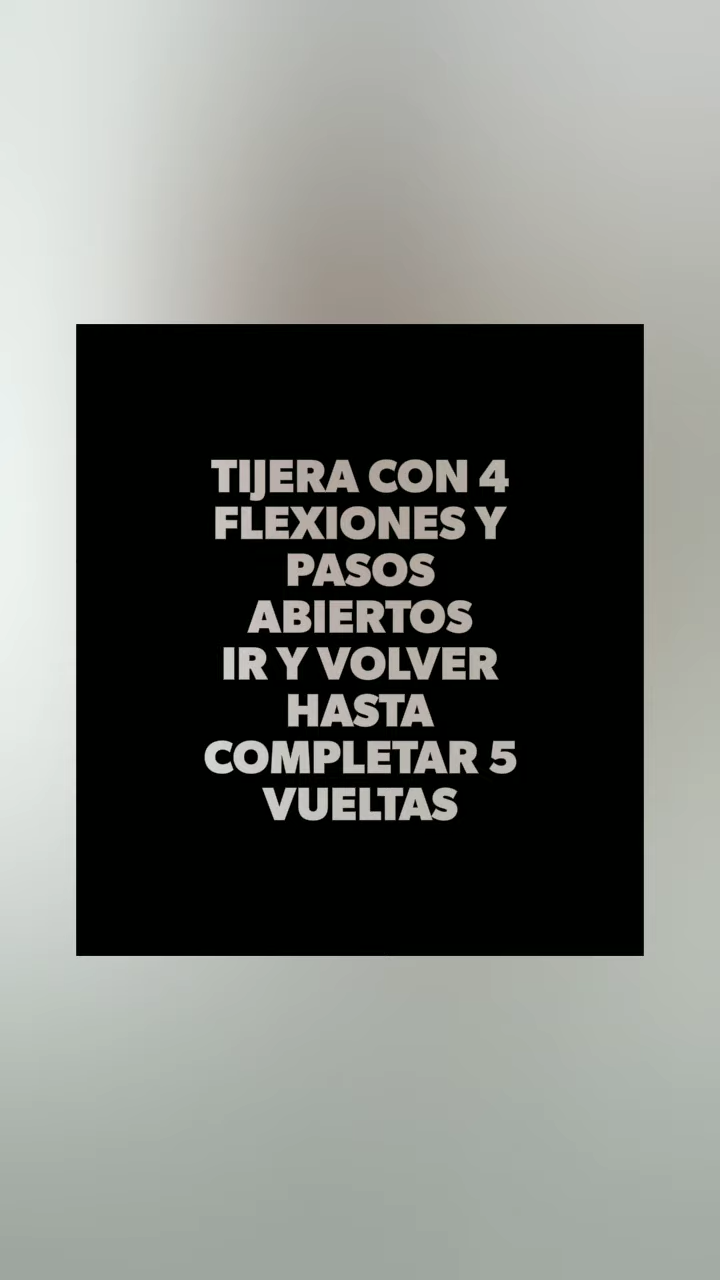 TIJERA CON 4
FLEXIONES Y
PASOS
ABIERTOS
IR Y VOLVER
HASTA
COMPLETAR 5
VUELTAS